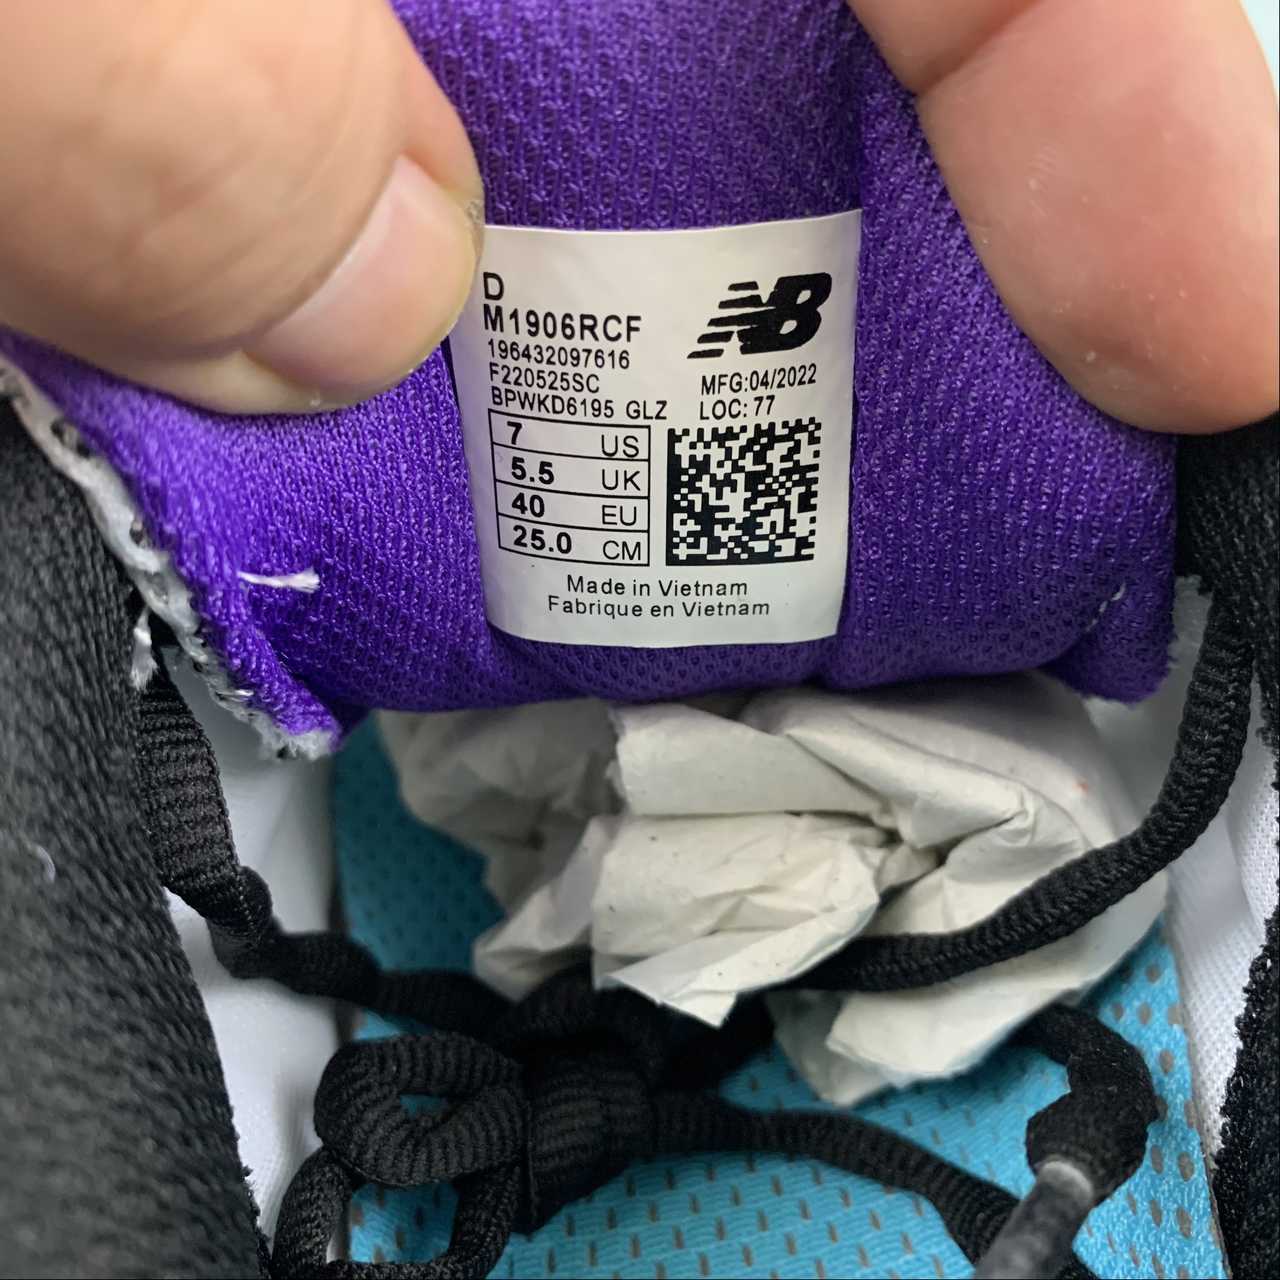 D
M1906RCF
196432097616
F220525SC
BPWKD6195 GLZ
NB
MFG:04/2022
LOC: 77
7 US
5.5 UK
40 EU
25.0 CM
Made in Vietnam
Fabrique en Vietnam